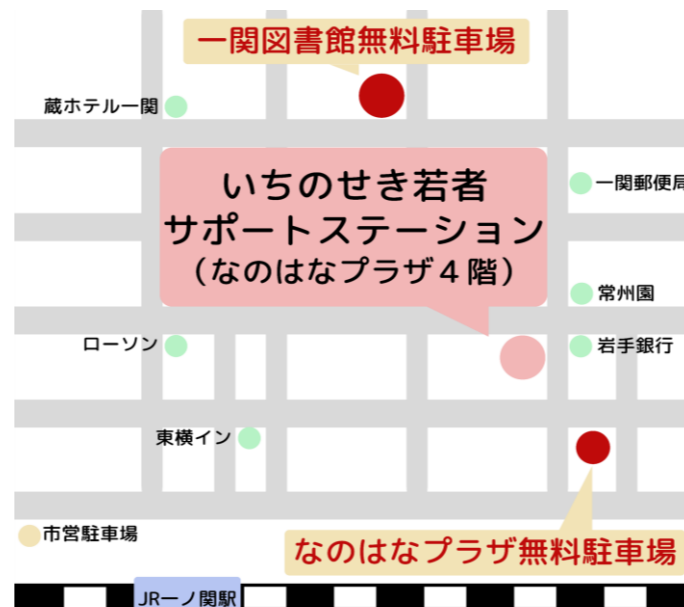 一関図書館無料駐車場
蔵ホテル一関
いちのせき若者
サポートステーション
(なのはなプラザ4階)
一関郵便局
常州園
ローソン
岩手銀行
東横イン
市営駐車場
なのはなプラザ無料駐車場
JR一ノ関駅